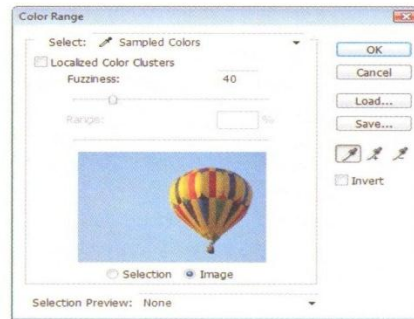 Color Range
Select: Sampled Colors
Localized Color Clusters
Fuzziness: 40
Range: %
Selection Image
Selection Preview: None
OK
Cancel
Load...
Save...
Invert